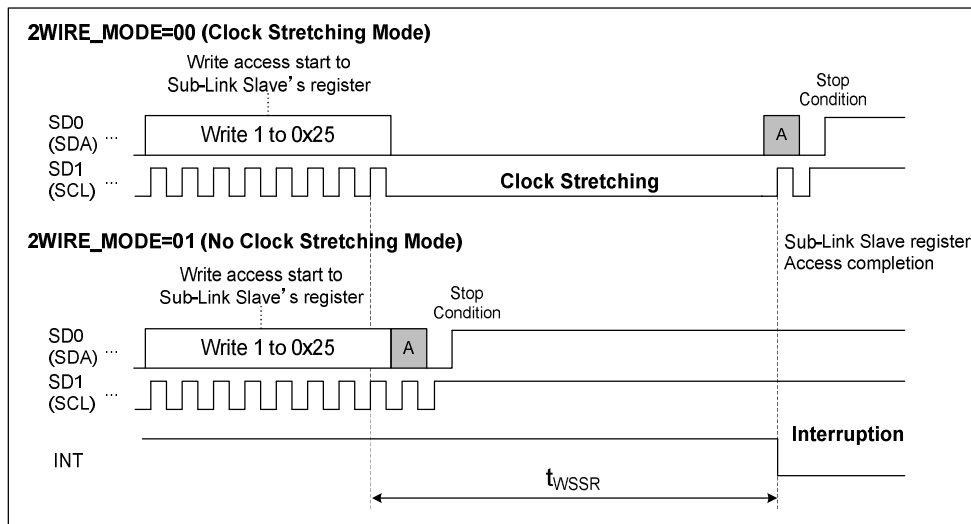 2WIRE_MODE=00 (Clock Stretching Mode)
Write access start to
Sub-Link Slave's register
Stop
Condition
SD0
(SDA) ...
Write 1 to 0x25
A
SD1
(SCL) ...
Clock Stretching
2WIRE_MODE=01 (No Clock Stretching Mode)
Sub-Link Slave register
Access completion
Write access start to
Sub-Link Slave's register
Stop
Condition
SD0
(SDA) ...
Write 1 to 0x25
A
SD1
(SCL) ...
Interruption
INT
tWSSR